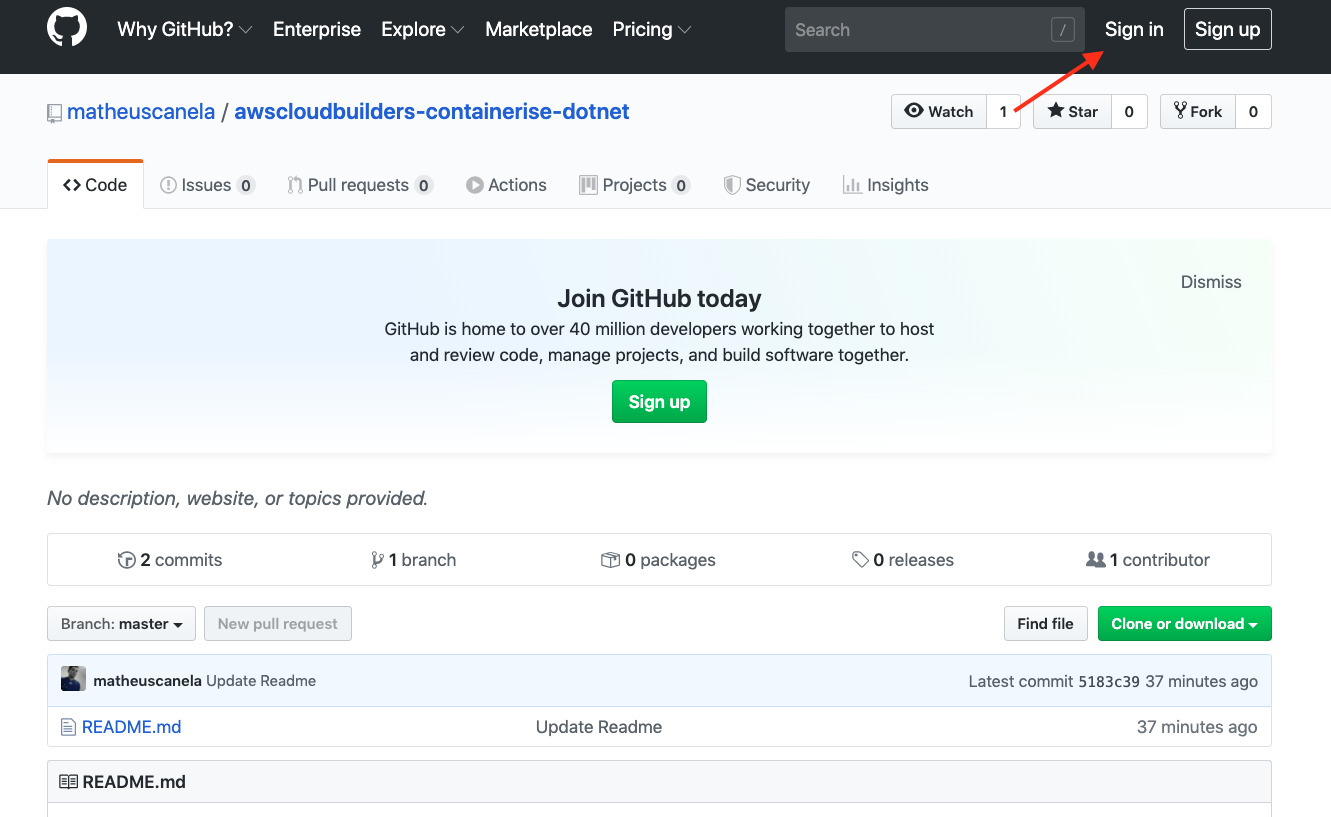 Why GitHub? Enterprise Explore Marketplace Pricing Search / Sign in Sign up
matheuscanela / awscloudbuilders-containerise-dotnet Watch 1 Star 0 Fork 0
Code Issues 0 Pull requests 0 Actions Projects 0 Security Insights
Dismiss
Join GitHub today
GitHub is home to over 40 million developers working together to host
and review code, manage projects, and build software together.
Sign up
No description, website, or topics provided.
2 commits 1 branch 0 packages 0 releases 1 contributor
Branch: master New pull request Find file Clone or download
matheuscanela Update Readme Latest commit 5183c39 37 minutes ago
README.md Update Readme 37 minutes ago
README.md